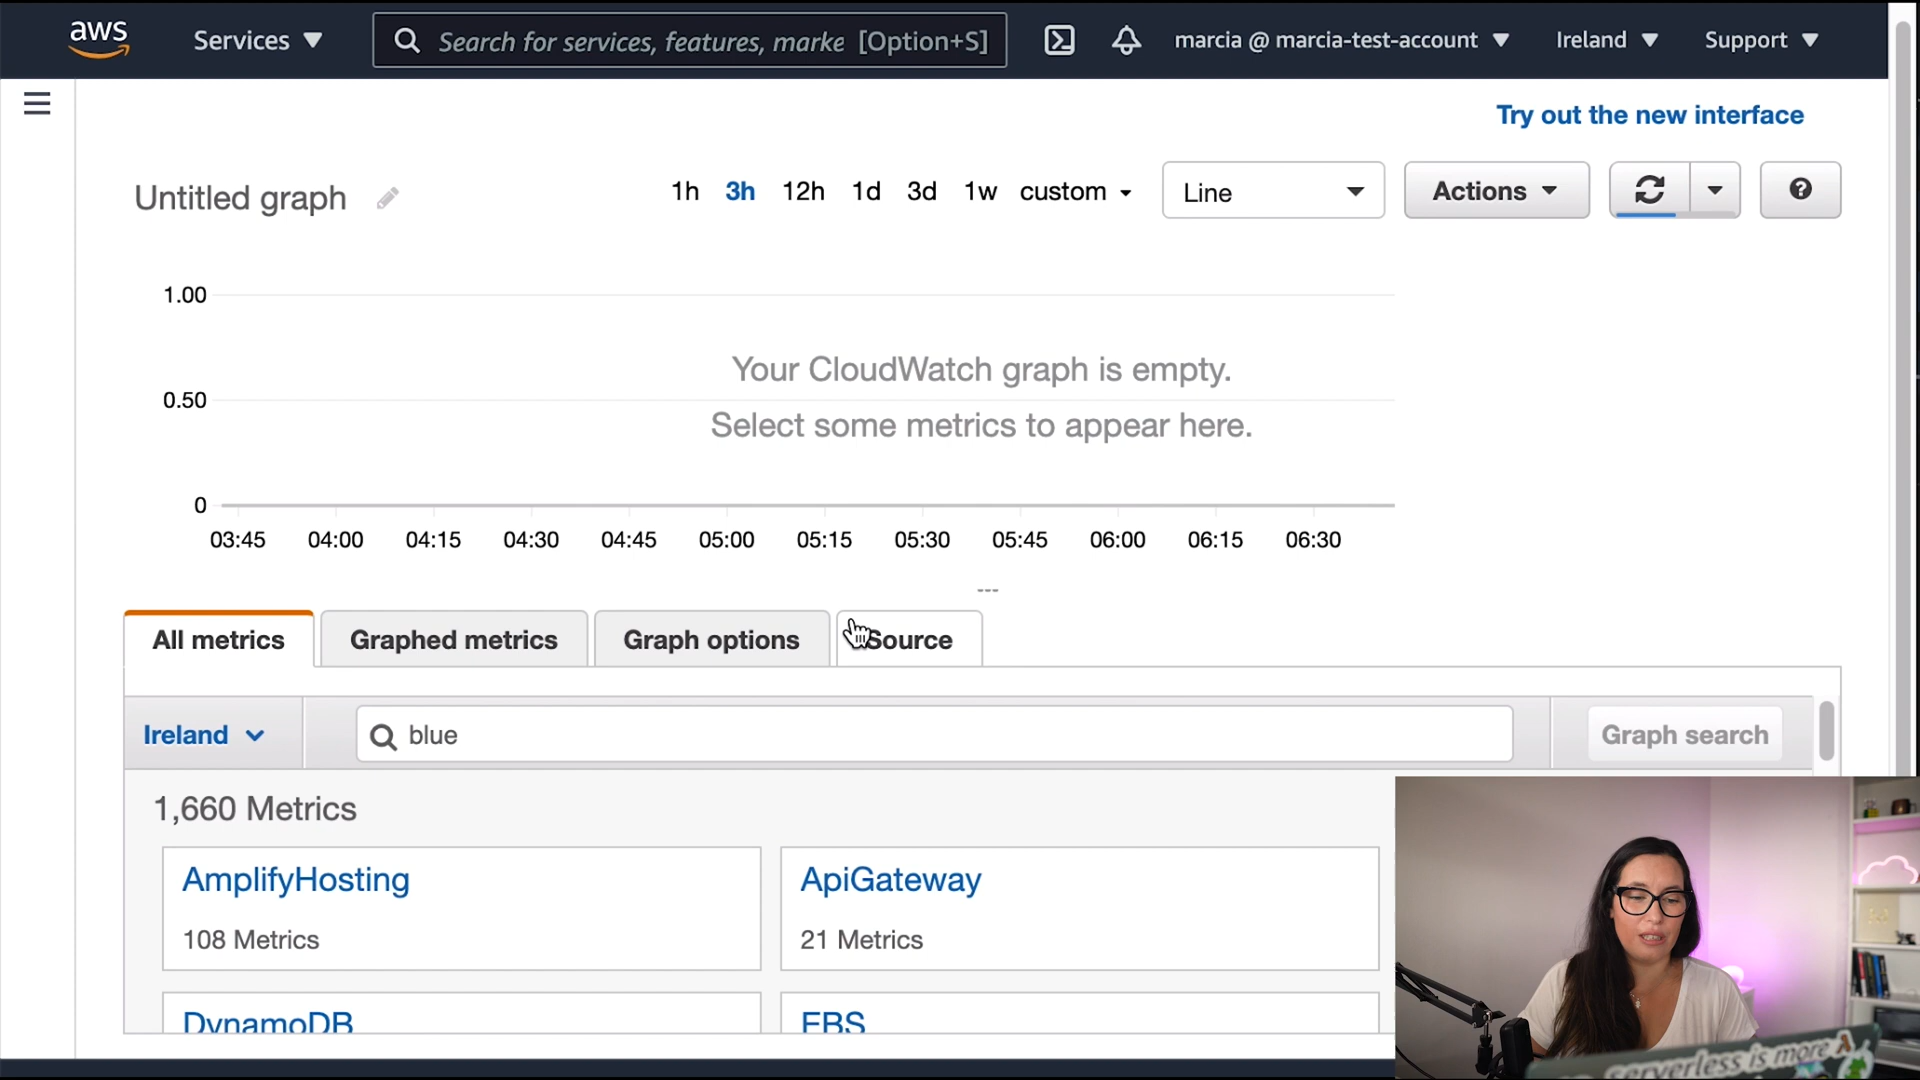 aws Services Search for services, features, marke [Option+S] marcia @ marcia-test-account Ireland Support
Try out the new interface
Untitled graph 1h 3h 12h 1d 3d 1w custom Line Actions ?
1.00
Your CloudWatch graph is empty.
0.50
Select some metrics to appear here.
0
03:45 04:00 04:15 04:30 04:45 05:00 05:15 05:30 05:45 06:00 06:15 06:30
All metrics Graphed metrics Graph options Source
Ireland blue Graph search
1,660 Metrics
AmplifyHosting ApiGateway
108 Metrics 21 Metrics
DynamoDB EBS
serverless is more